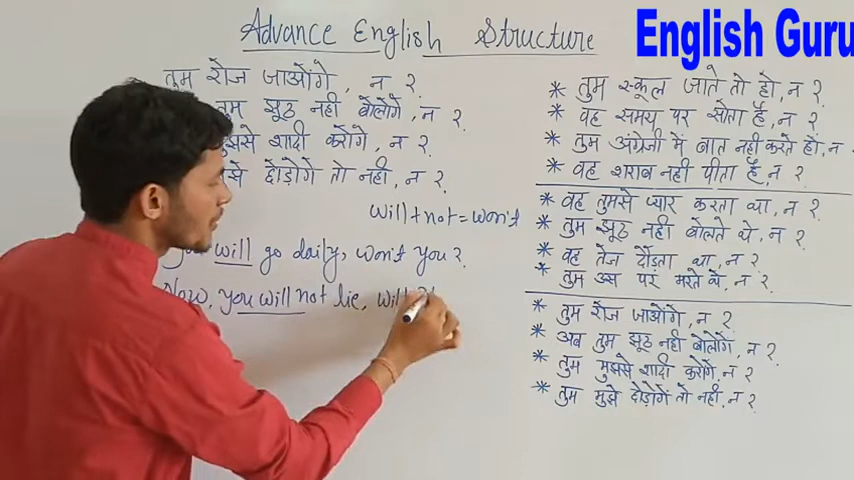 Advance English Structure
English Guru
तुम रोज जाओगे, न ?
तुम झूठ नही बोलोगे, न ?
मुझसे शादी करोगे, न ?
छोड़ोगे तो नही, न ?
will + not = won't
You will go daily, won't you ?
Now, you will not lie, will
* तुम स्कूल जाते तो हो, न ?
* वह समय पर सोता है, न ?
* तुम अंग्रेजी में बात नही करते हो, न
* वह शराब नही पीता है, न ?
* वह तुमसे प्यार करता था, न ?
* तुम झूठ नही बोलते थे, न ?
* वह तेज दौड़ता था, न ?
* तुम उस पर मरते थे, न ?
* तुम रोज जाओगे, न ?
* अब तुम झूठ नही बोलोगे, न ?
* तुम मुझसे शादी करोगे, न ?
* तुम मुझे छोड़ोगे तो नही, न ?